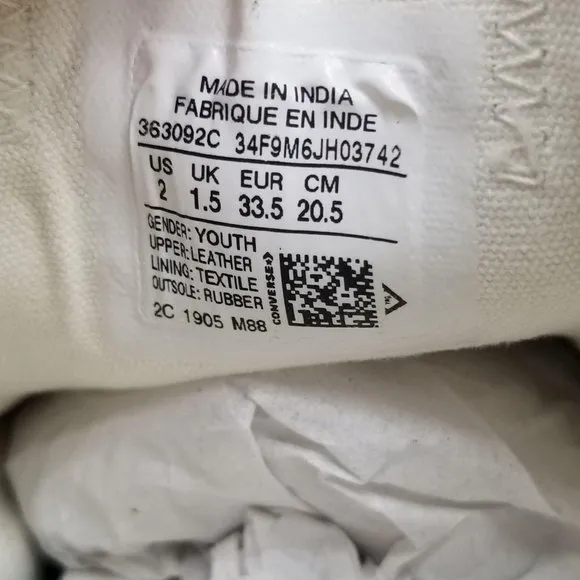 MADE IN INDIA
FABRIQUE EN INDE
363092C 34F9M6JH03742
US UK EUR CM
2 1.5 33.5 20.5
GENDER: YOUTH
UPPER: LEATHER
LINING: TEXTILE
OUTSOLE: RUBBER
2C 1905 M88
CONVERSE